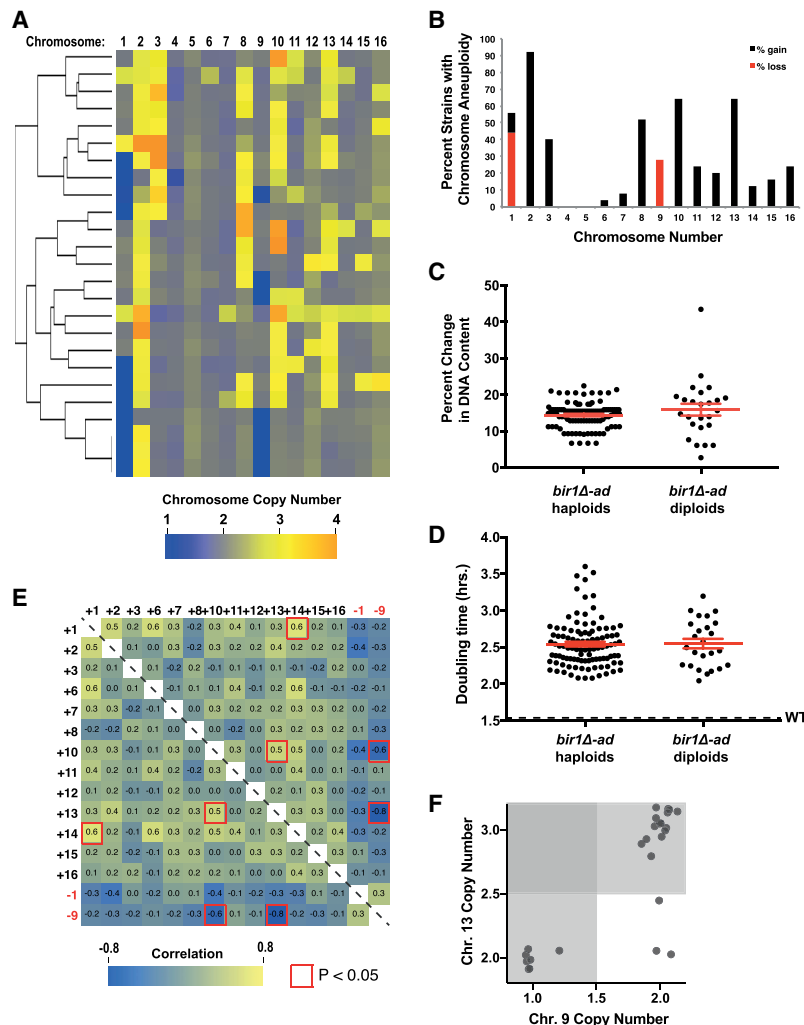 A
Chromosome:
1 2 3 4 5 6 7 8 9 10 11 12 13 14 15 16
Chromosome Copy Number
1 2 3 4
B
Percent Strains with
Chromosome Aneuploidy
100
90
80
70
60
50
40
30
20
10
0
% gain
% loss
1 2 3 4 5 6 7 8 9 10 11 12 13 14 15 16
Chromosome Number
C
Percent Change
in DNA Content
50
40
30
20
10
0
bir1Δ-ad
haploids
bir1Δ-ad
diploids
D
Doubling time (hrs.)
4.0
3.5
3.0
2.5
2.0
1.5
WT
bir1Δ-ad
haploids
bir1Δ-ad
diploids
E
+1 +2 +3 +6 +7 +8 +10 +11 +12 +13 +14 +15 +16 -1 -9
+1 0.5 0.2 0.6 0.3 -0.2 0.3 0.4 0.1 0.3 0.6 0.2 0.1 -0.3 -0.2
+2 0.5 0.1 0.0 0.2 -0.2 0.3 0.2 0.2 0.4 0.2 0.2 0.2 -0.4 -0.3
+3 0.2 0.1 0.1 -0.2 0.2 -0.1 -0.2 -0.1 0.1 -0.1 -0.2 0.1 0.0 -0.2
+6 0.6 0.0 0.1 -0.1 0.1 0.1 0.4 -0.1 0.2 0.6 -0.1 -0.1 -0.2 -0.1
+7 0.3 0.2 -0.2 -0.1 0.1 0.3 0.2 0.2 0.3 0.3 0.2 0.2 0.1 -0.2
+8 -0.2 -0.2 0.2 0.1 0.1 0.0 -0.2 0.0 0.2 0.1 0.0 0.0 0.0 -0.3
+10 0.3 0.3 -0.1 0.1 0.3 0.0 0.3 0.0 0.5 0.5 0.0 0.2 -0.4 -0.6
+11 0.4 0.2 -0.2 0.4 0.2 -0.2 0.3 0.0 0.2 0.4 0.3 0.4 -0.1 0.1
+12 0.1 0.2 -0.1 -0.1 0.2 0.0 0.0 0.0 0.0 0.1 0.0 0.0 -0.2 -0.1
+13 0.3 0.4 0.1 0.2 0.3 0.2 0.5 0.2 0.0 0.3 0.3 0.2 -0.3 -0.8
+14 0.6 0.2 -0.1 0.6 0.3 0.1 0.5 0.4 0.1 0.3 0.2 0.1 -0.3 -0.2
+15 0.2 0.2 -0.2 -0.1 0.2 0.0 0.0 0.3 0.0 0.3 0.2 0.3 0.1 -0.3
+16 0.1 0.2 0.1 -0.1 0.2 0.0 0.2 0.4 0.0 0.2 0.1 0.3 0.0 -0.1
-1 -0.3 -0.4 0.0 -0.2 0.1 0.0 -0.4 -0.1 -0.2 -0.3 -0.3 0.1 0.0 0.3
-9 -0.2 -0.3 -0.2 -0.1 -0.2 -0.3 -0.6 0.1 -0.1 -0.8 -0.2 -0.3 -0.1 0.3
-0.8 Correlation 0.8
P < 0.05
F
Chr. 13 Copy Number
3.0
2.5
2.0
1.0 1.5 2.0
Chr. 9 Copy Number